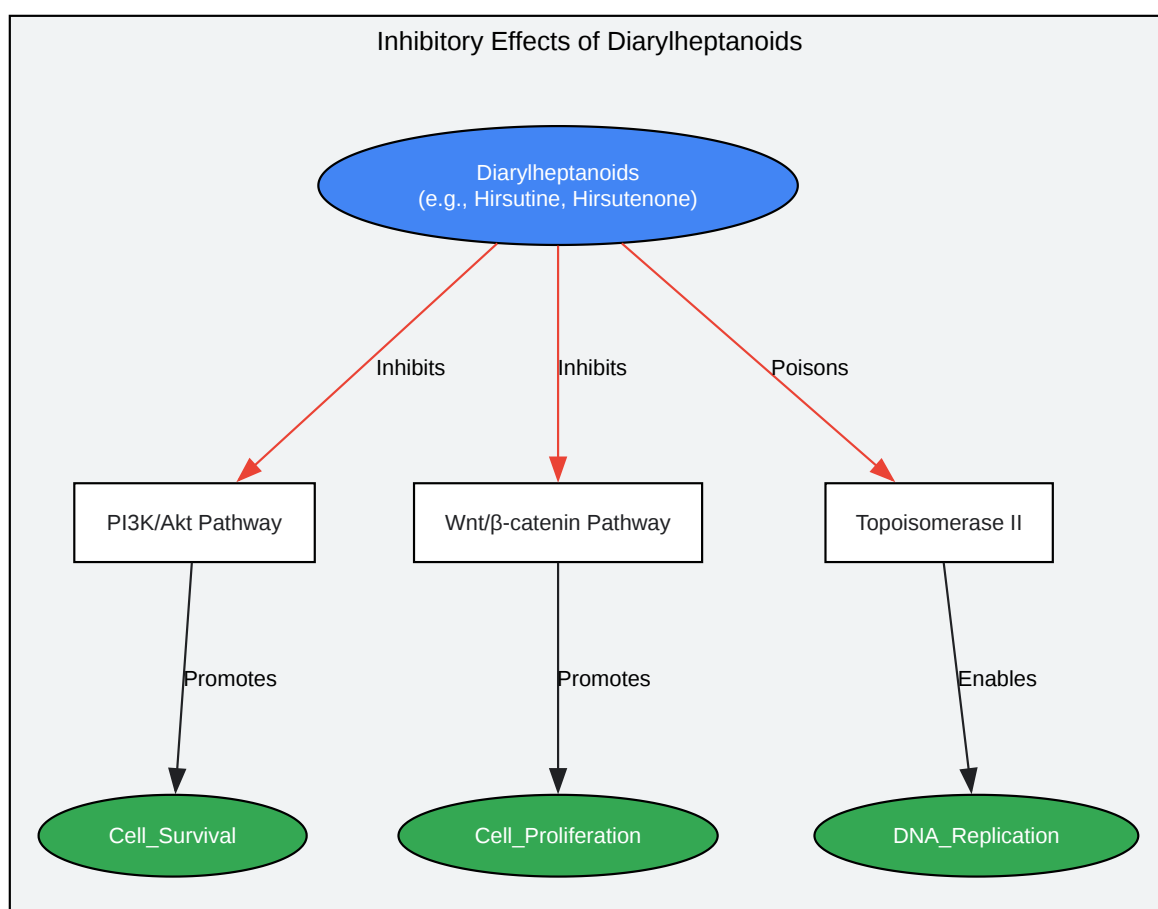 Inhibitory Effects of Diarylheptanoids
Diarylheptanoids
(e.g., Hirsutine, Hirsutenone)
Inhibits
Inhibits
Poisons
PI3K/Akt Pathway
Wnt/β-catenin Pathway
Topoisomerase II
Promotes
Promotes
Enables
Cell_Survival
Cell_Proliferation
DNA_Replication